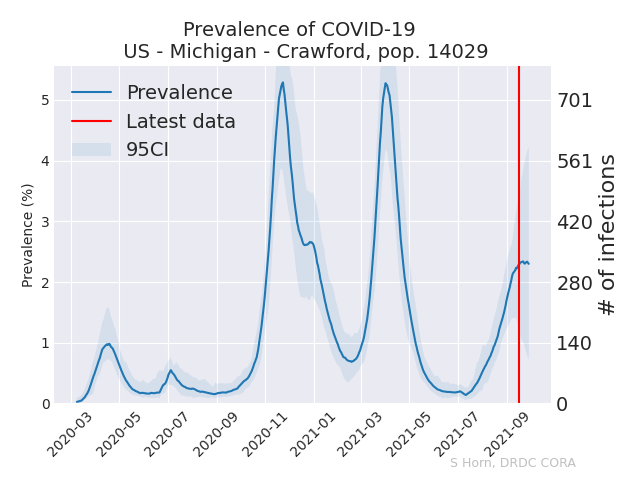 Prevalence of COVID-19
US - Michigan - Crawford, pop. 14029
Prevalence
Latest data
95CI
Prevalence (%)
5
4
3
2
1
0
701
561
420
280
140
0
# of infections
2020-03
2020-05
2020-07
2020-09
2020-11
2021-01
2021-03
2021-05
2021-07
2021-09
S Horn, DRDC CORA